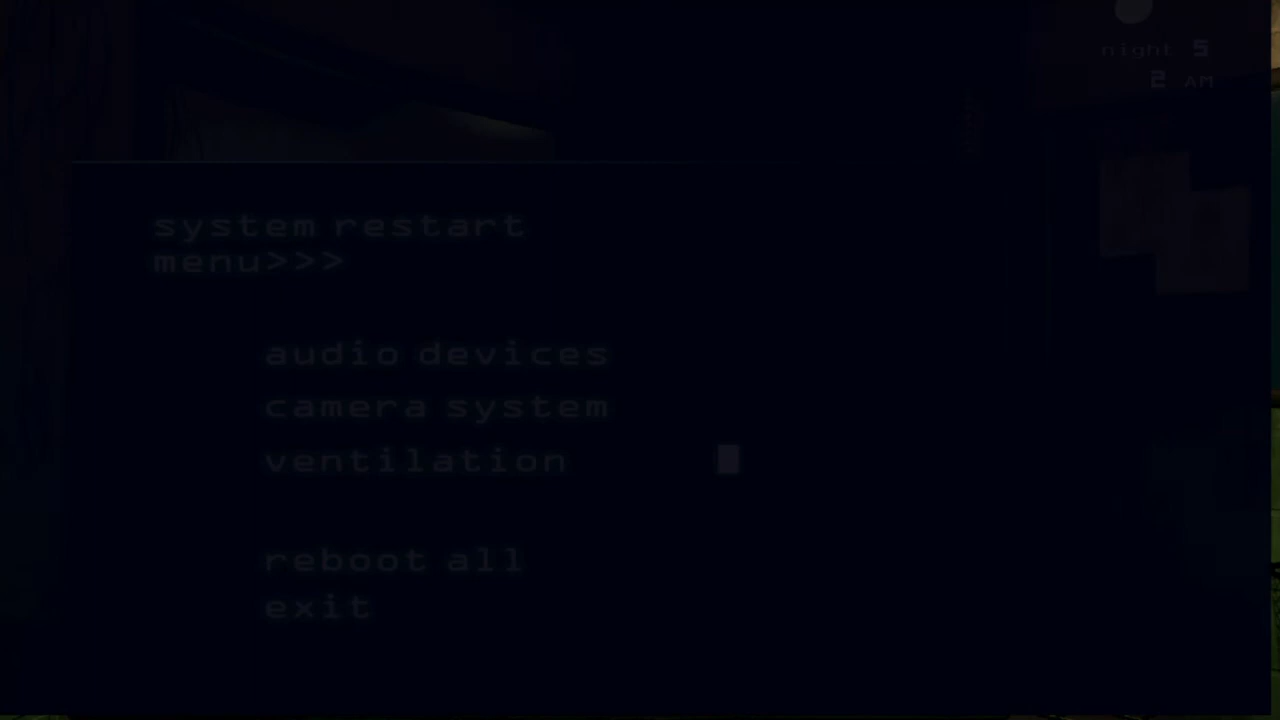 night 5
2 AM
system restart
menu>>>
audio devices
camera system
ventilation
reboot all
exit